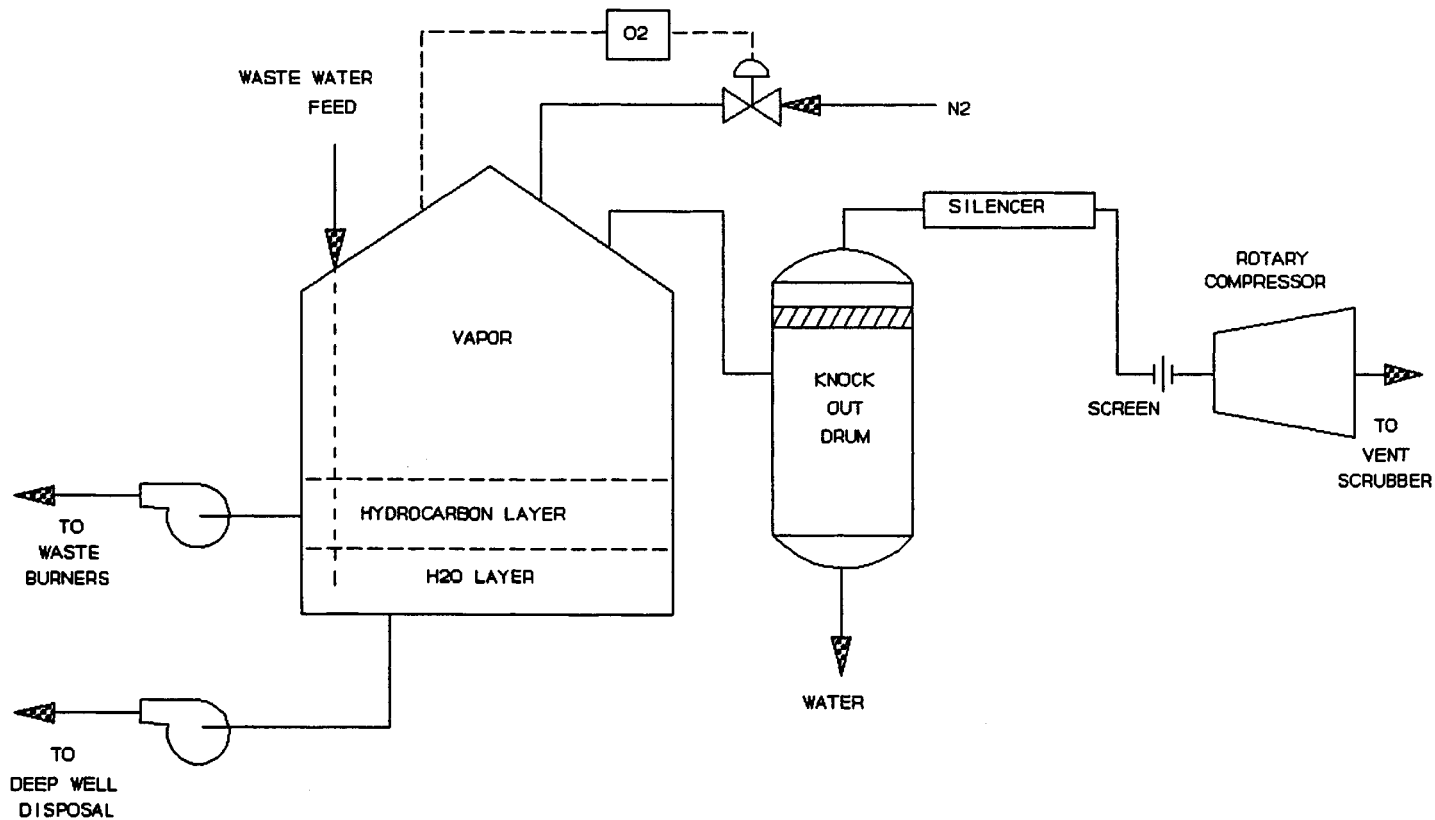 O2
WASTE WATER
FEED
N2
SILENCER
ROTARY
COMPRESSOR
VAPOR
KNOCK
OUT
DRUM
SCREEN
TO
VENT
SCRUBBER
HYDROCARBON LAYER
TO
WASTE
BURNERS
H2O LAYER
WATER
TO
DEEP WELL
DISPOSAL